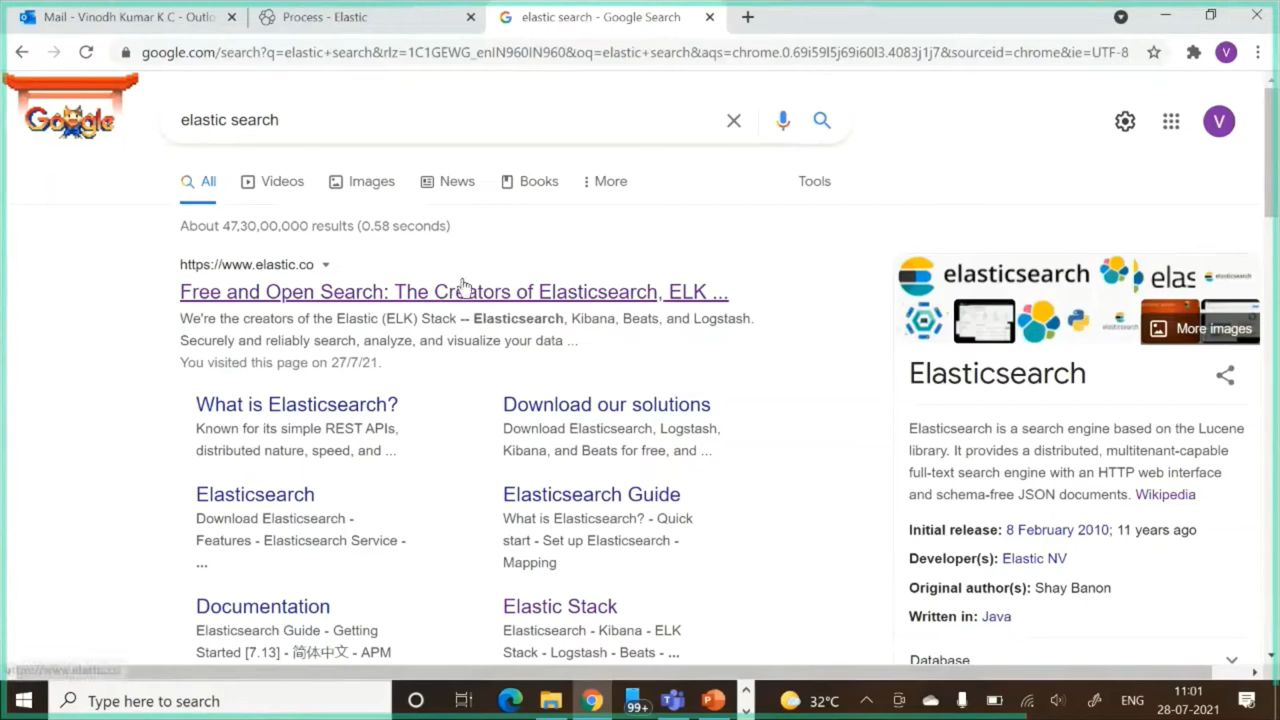 Mail - Vinodh Kumar K C - Outlo
Process - Elastic
elastic search - Google Search
google.com/search?q=elastic+search&rlz=1C1GEWG_enIN960IN960&oq=elastic+search&aqs=chrome.0.69i59l5j69i60l3.4083j1j7&sourceid=chrome&ie=UTF-8
V
Google
elastic search
V
All
Videos
Images
News
Books
More
Tools
About 47,30,00,000 results (0.58 seconds)
https://www.elastic.co
Free and Open Search: The Creators of Elasticsearch, ELK ...
We're the creators of the Elastic (ELK) Stack -- Elasticsearch, Kibana, Beats, and Logstash.
Securely and reliably search, analyze, and visualize your data ...
You visited this page on 27/7/21.
What is Elasticsearch?
Known for its simple REST APIs,
distributed nature, speed, and ...
Download our solutions
Download Elasticsearch, Logstash,
Kibana, and Beats for free, and ...
Elasticsearch
Download Elasticsearch -
Features - Elasticsearch Service -
...
Elasticsearch Guide
What is Elasticsearch? - Quick
start - Set up Elasticsearch -
Mapping
Documentation
Elasticsearch Guide - Getting
Started [7.13] - 简体中文 - APM
Elastic Stack
Elasticsearch - Kibana - ELK
Stack - Logstash - Beats - ...
elasticsearch
elas
elasticsearch
More images
Elasticsearch
Elasticsearch is a search engine based on the Lucene
library. It provides a distributed, multitenant-capable
full-text search engine with an HTTP web interface
and schema-free JSON documents. Wikipedia
Initial release: 8 February 2010; 11 years ago
Developer(s): Elastic NV
Original author(s): Shay Banon
Written in: Java
Database
https://www.elastic.co
Type here to search
99+
32°C
ENG
11:01
28-07-2021